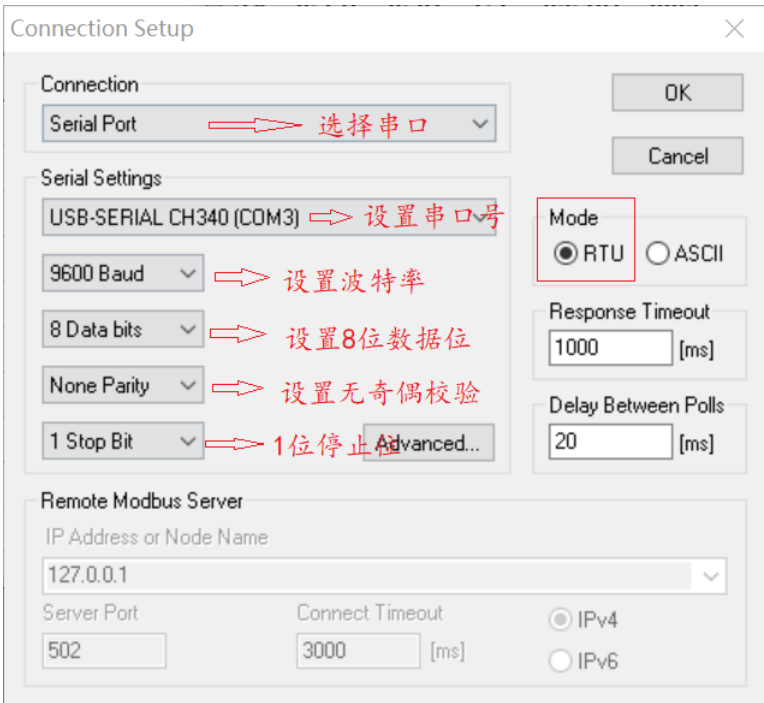 Connection Setup
Connection
OK
Serial Port 选择串口
Cancel
Serial Settings
USB-SERIAL CH340 (COM3) 设置串口号
Mode
RTU ASCII
9600 Baud 设置波特率
Response Timeout
8 Data bits 设置8位数据位
1000 [ms]
None Parity 设置无奇偶校验
Delay Between Polls
1 Stop Bit 1位停止位 Advanced...
20 [ms]
Remote Modbus Server
IP Address or Node Name
127.0.0.1
Server Port Connect Timeout
IPv4
502 3000 [ms]
IPv6